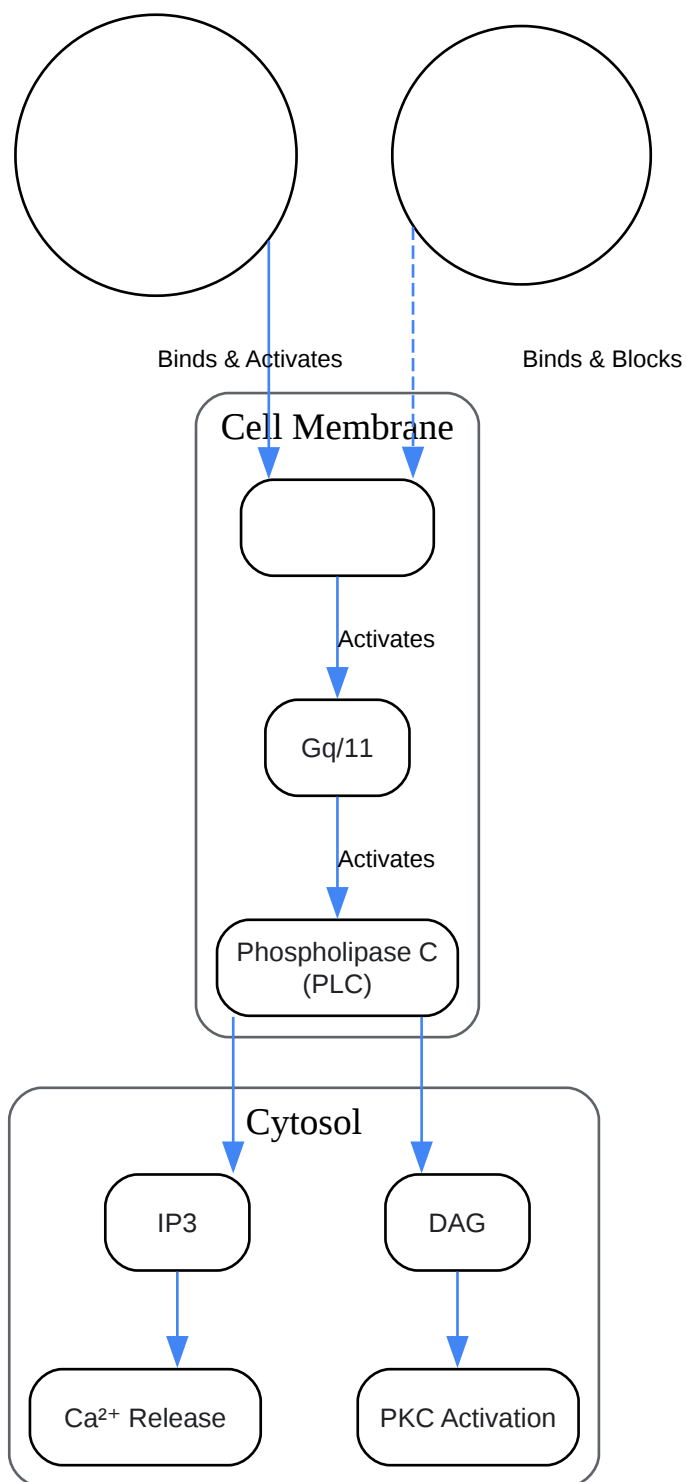 Binds & Activates
Binds & Blocks
Cell Membrane
Activates
Gq/11
Activates
Phospholipase C
(PLC)
Cytosol
IP3
DAG
Ca²⁺ Release
PKC Activation